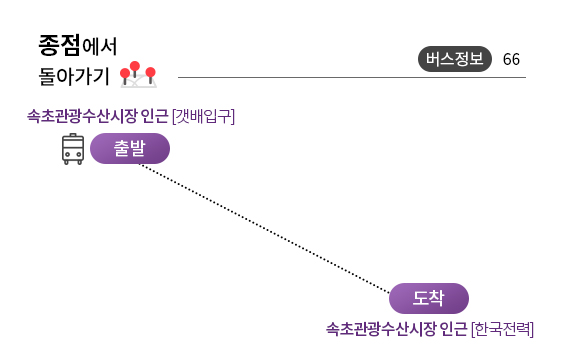 종점에서
돌아가기
버스정보 66
속초관광수산시장 인근 [갯배입구]
출발
도착
속초관광수산시장 인근 [한국전력]